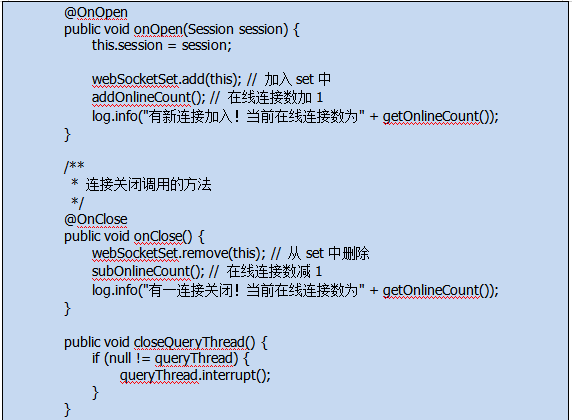 @OnOpen
public void onOpen(Session session) {
this.session = session;
webSocketSet.add(this); // 加入 set 中
addOnlineCount(); // 在线连接数加 1
log.info("有新连接加入！当前在线连接数为" + getOnlineCount());
}
/**
* 连接关闭调用的方法
*/
@OnClose
public void onClose() {
webSocketSet.remove(this); // 从 set 中删除
subOnlineCount(); // 在线连接数减 1
log.info("有一连接关闭！当前在线连接数为" + getOnlineCount());
}
public void closeQueryThread() {
if (null != queryThread) {
queryThread.interrupt();
}
}